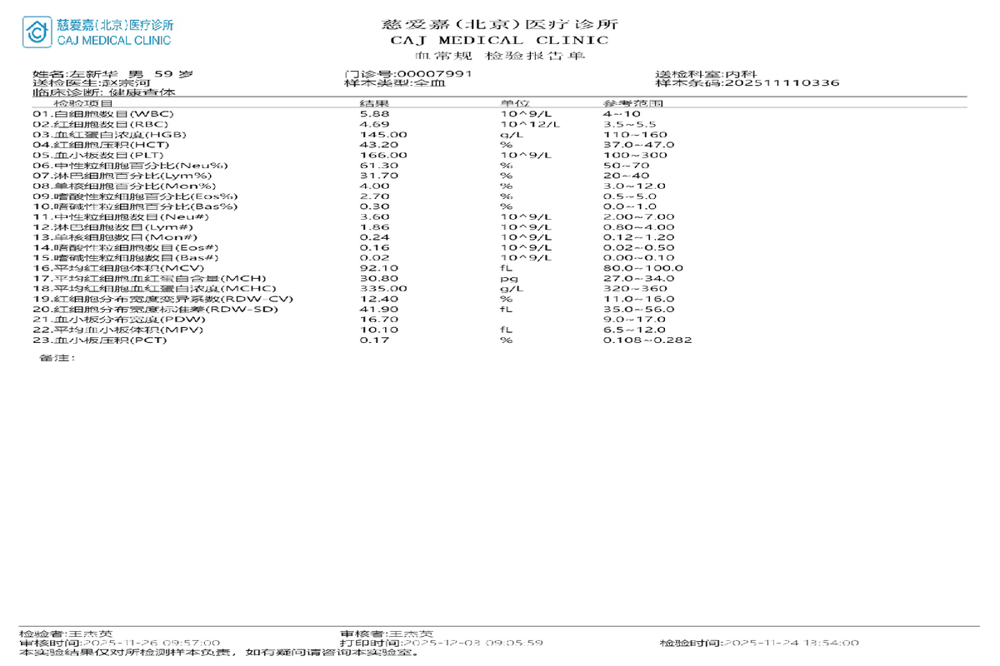 慈爱嘉(北京)医疗诊所
CAJ MEDICAL CLINIC
慈爱嘉(北京)医疗诊所
CAJ MEDICAL CLINIC
血常规 检验报告单
姓名:左新华 男 59 岁 门诊号:00007991 送检科室:内科
送检医生:赵宗河 样本类型:全血 样本条码:202511110336
临床诊断: 健康查体
检验项目 结果 单位 参考范围
01.白细胞数目(WBC) 5.88 10^9/L 4~10
02.红细胞数目(RBC) 4.69 10^12/L 3.5~5.5
03.血红蛋白浓度(HGB) 145.00 g/L 110~160
04.红细胞压积(HCT) 43.20 % 37.0~47.0
05.血小板数目(PLT) 166.00 10^9/L 100~300
06.中性粒细胞百分比(Neu%) 61.30 % 50~70
07.淋巴细胞百分比(Lym%) 31.70 % 20~40
08.单核细胞百分比(Mon%) 4.00 % 3.0~12.0
09.嗜酸性粒细胞百分比(Eos%) 2.70 % 0.5~5.0
10.嗜碱性粒细胞百分比(Bas%) 0.30 % 0.0~1.0
11.中性粒细胞数目(Neu#) 3.60 10^9/L 2.00~7.00
12.淋巴细胞数目(Lym#) 1.86 10^9/L 0.80~4.00
13.单核细胞数目(Mon#) 0.24 10^9/L 0.12~1.20
14.嗜酸性粒细胞数目(Eos#) 0.16 10^9/L 0.02~0.50
15.嗜碱性粒细胞数目(Bas#) 0.02 10^9/L 0.00~0.10
16.平均红细胞体积(MCV) 92.10 fL 80.0~100.0
17.平均红细胞血红蛋白含量(MCH) 30.80 pg 27.0~34.0
18.平均红细胞血红蛋白浓度(MCHC) 335.00 g/L 320~360
19.红细胞分布宽度变异系数(RDW-CV) 12.40 % 11.0~16.0
20.红细胞分布宽度标准差(RDW-SD) 41.90 fL 35.0~56.0
21.血小板分布宽度(PDW) 16.70 9.0~17.0
22.平均血小板体积(MPV) 10.10 fL 6.5~12.0
23.血小板压积(PCT) 0.17 % 0.108~0.282
备注:
检验者:王杰英 审核者:王杰英
审核时间:2025-11-26 09:57:00 打印时间:2025-12-03 09:05:59 检验时间:2025-11-24 13:54:00
本实验结果仅对所检测样本负责，如有疑问请咨询本实验室。